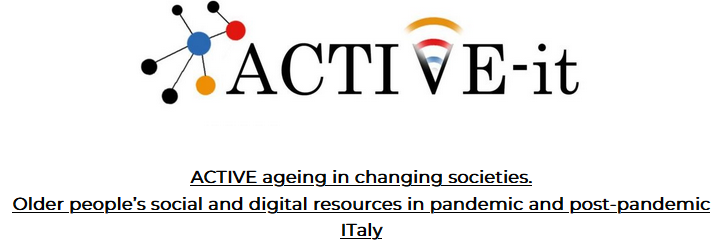 ACTIVE-it
ACTIVE ageing in changing societies.
Older people's social and digital resources in pandemic and post-pandemic
ITaly